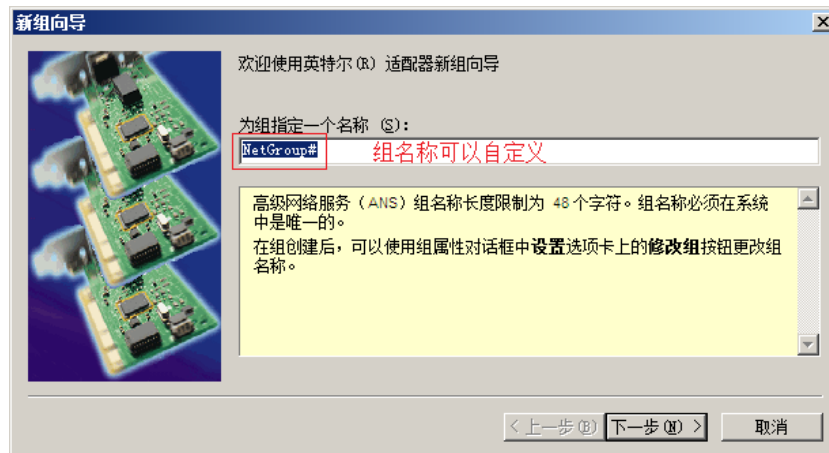 新组向导
欢迎使用英特尔(R) 适配器新组向导
为组指定一个名称 (S):
NetGroup#
组名称可以自定义
高级网络服务（ANS）组名称长度限制为 48个字符。组名称必须在系统
中是唯一的。
在组创建后，可以使用组属性对话框中设置选项卡上的修改组按钮更改组
名称。
< 上一步(B)
下一步(N) >
取消